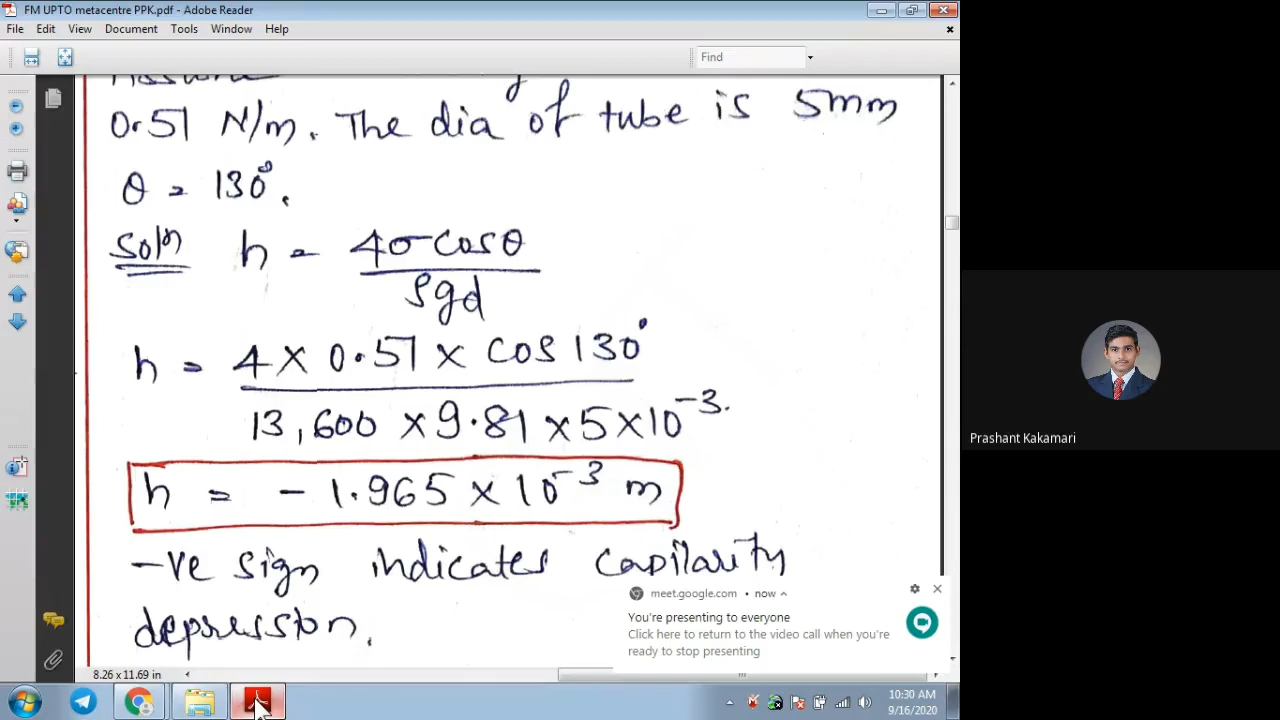 FM UPTO metacentre PPK.pdf - Adobe Reader
File Edit View Document Tools Window Help
Find
0.51 N/m. The dia of tube is 5mm
θ = 130°.
Soln h = 4σcosθ
ρgd
h = 4 × 0.51 × cos 130°
13,600 × 9.81 × 5 × 10⁻³.
h = - 1.965 × 10⁻³ m
-ve sign indicates capilarity
depression.
meet.google.com • now
You're presenting to everyone
Click here to return to the video call when you're
ready to stop presenting
8.26 x 11.69 in
10:30 AM
9/16/2020
Prashant Kakamari